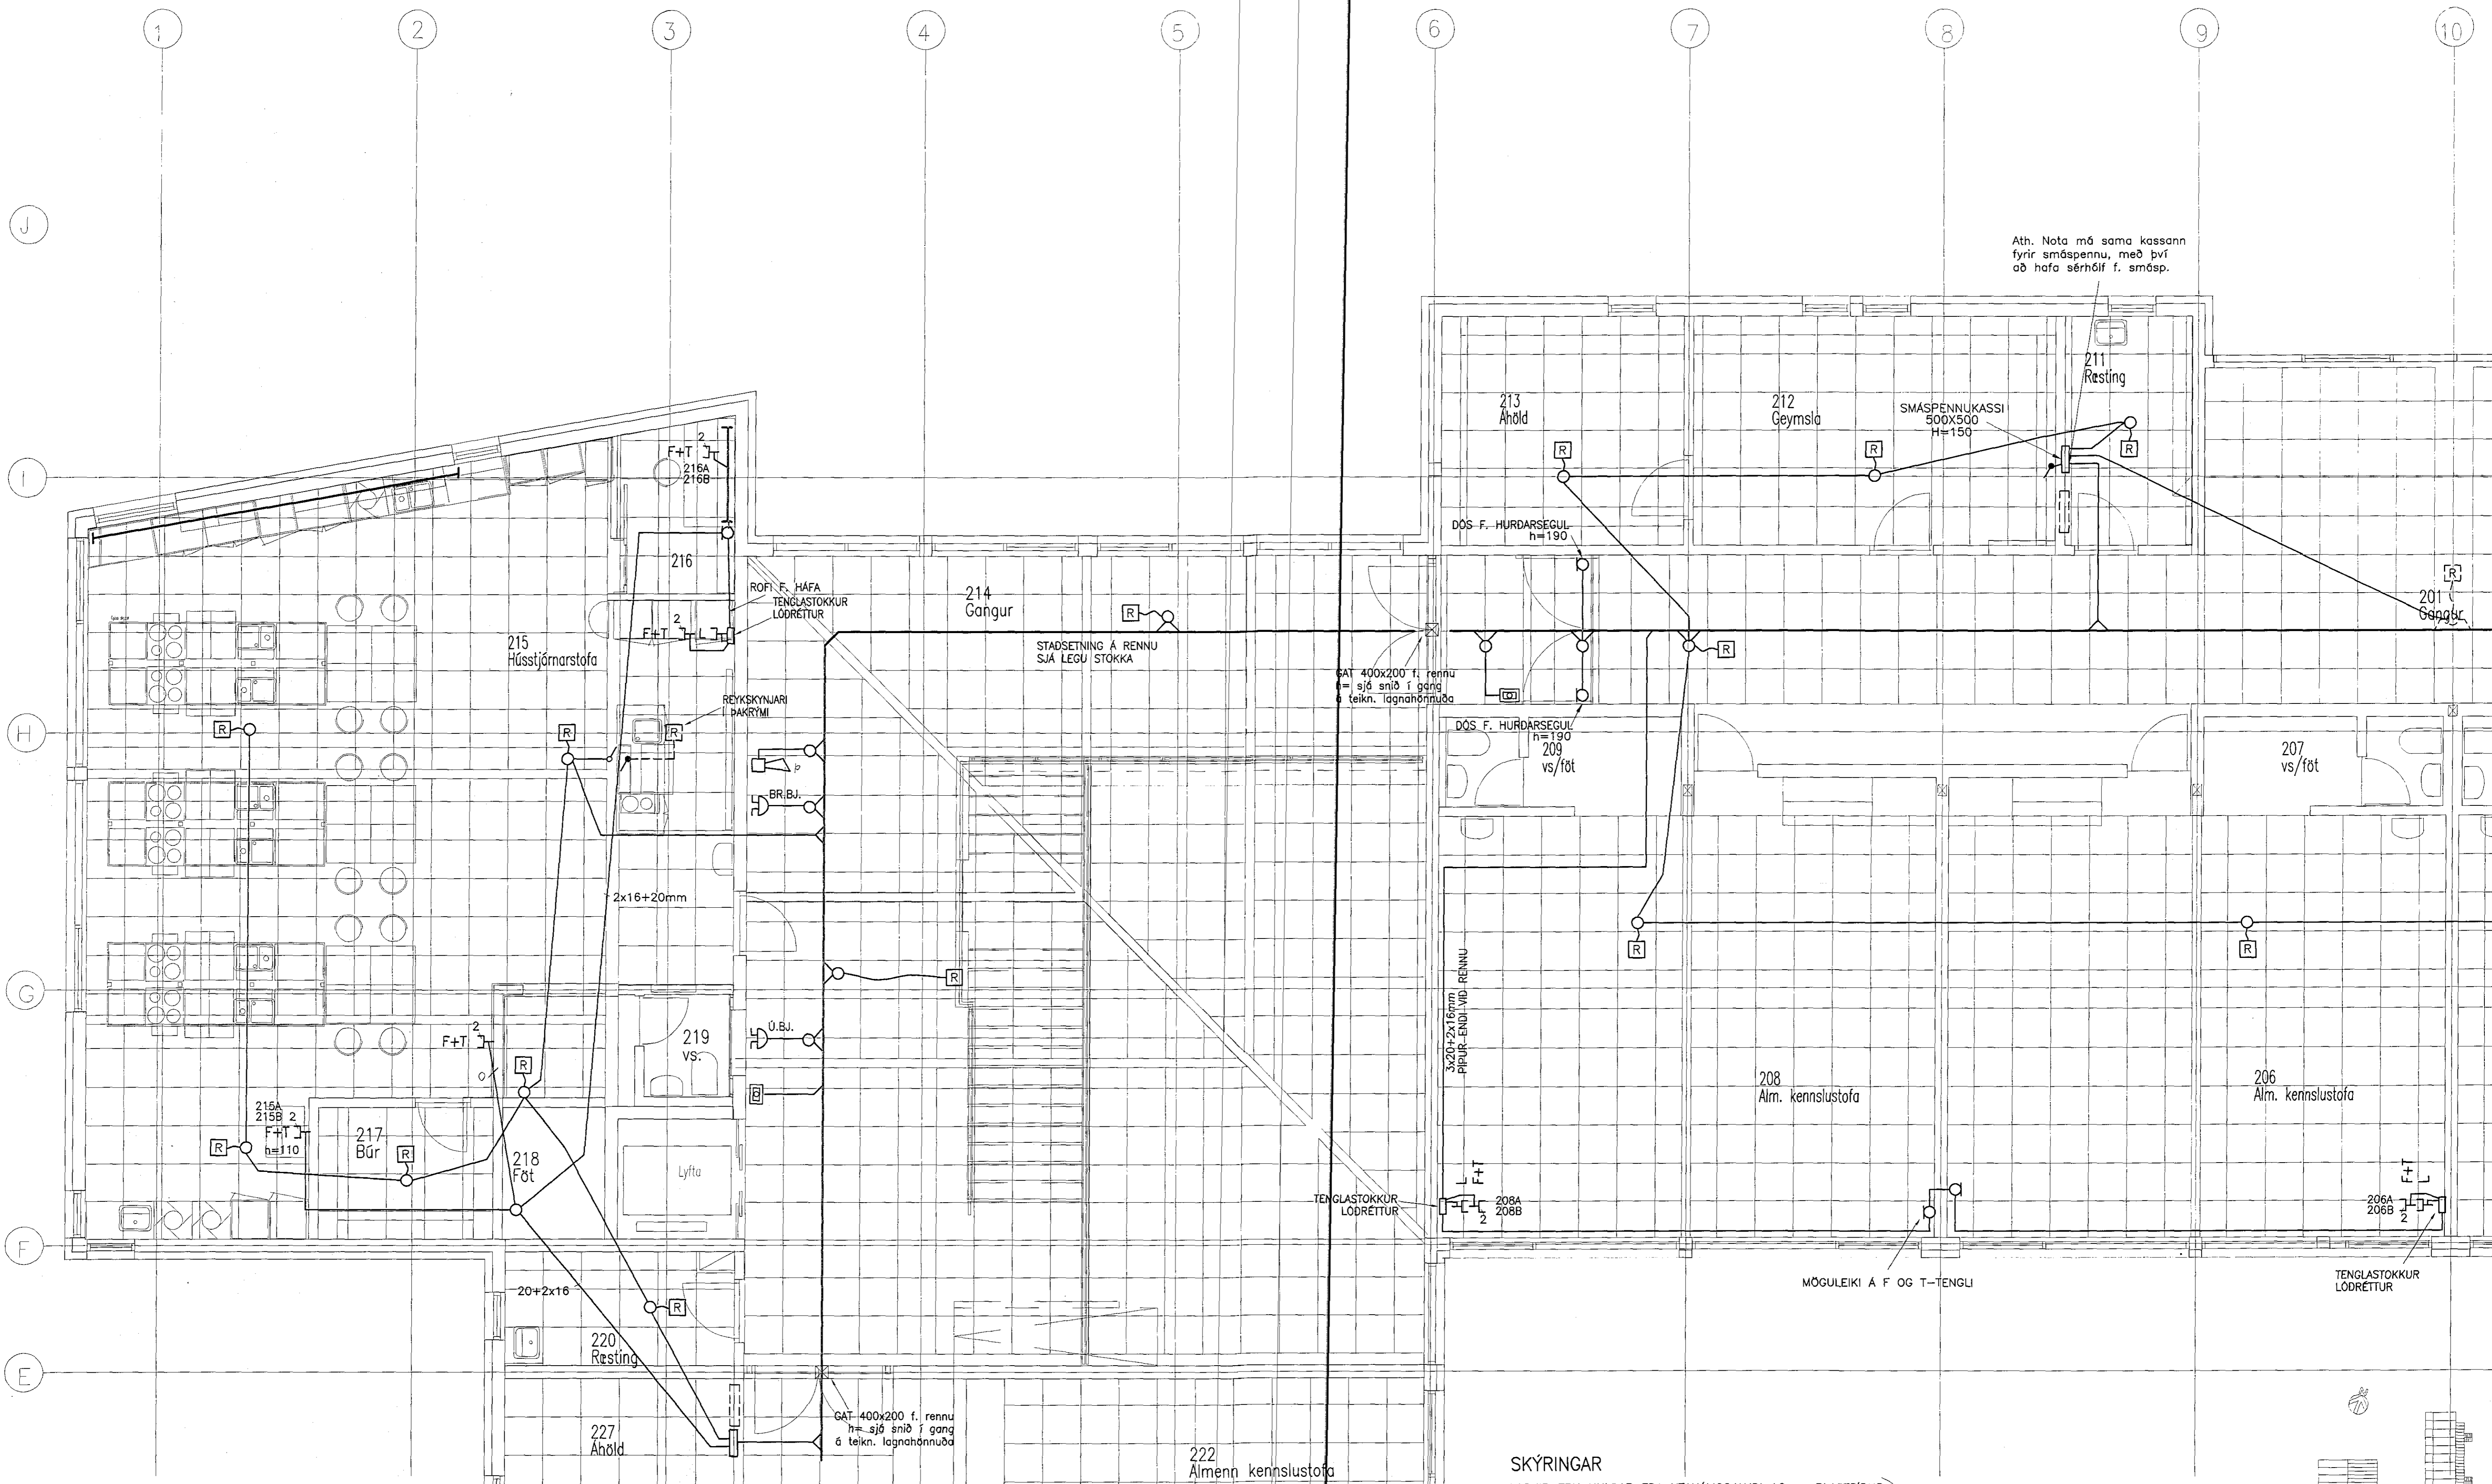 1
2
3
4
5
6
7
8
9
10
J
Ath. Nota má sama kassann
fyrir smáspennu, með því
að hafa sérhólf f. smásp.
211
Ræsting
213
Áhöld
212
Geymsla
SMÁSPENNUKASSI
500X500
H=150
R
R
R
I
2
F+T
216A
216B
DÓS F. HURÐARSEGUL
h=190
216
ROFI F. HÁFA
TENGLASTOKKUR
LÓÐRÉTTUR
2
F+T
L
214
Gangur
R
R
201
Gangur
215
Hússtjórnarstofa
STAÐSETNING Á RENNU
SJÁ LEGU STOKKA
R
GAT 400x200 f. rennu
h= sjá snið í gang
á teikn. lagnahönnuða
REYKSKYNJARI
Í ÞAKRÝMI
H
R
R
R
DÓS F. HURÐARSEGUL
h=190
209
vs/föt
207
vs/föt
BR.BJ.
2x16+20mm
R
R
R
G
3x20+2x16mm
PÍPUR ENDI VIÐ RENNU
2
F+T
Ú.BJ.
219
vs.
R
208
Alm. kennslustofa
206
Alm. kennslustofa
215A
215B
2
F+T
h=110
R
217
Búr
R
218
Föt
Lyfta
TENGLASTOKKUR
LÓÐRÉTTUR
L
F+T
208A
208B
2
F+T
L
206A
206B
2
F
MÖGULEIKI Á F OG T-TENGLI
TENGLASTOKKUR
LÓÐRÉTTUR
20+2x16
R
220
Ræsting
E
GAT 400x200 f. rennu
h= sjá snið í gang
á teikn. lagnahönnuða
227
Áhöld
222
Almenn kennslustofa
SKÝRINGAR